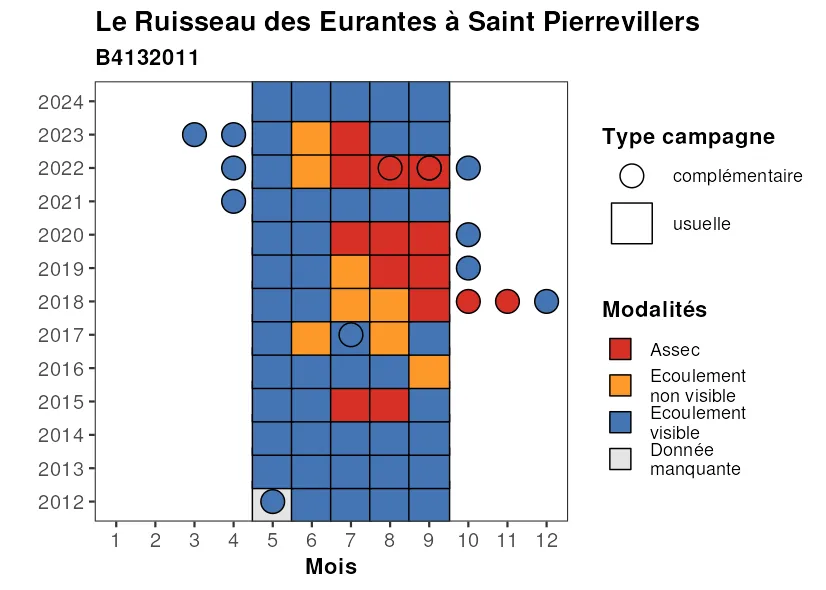 Le Ruisseau des Eurantes à Saint Pierrevillers
B4132011
2024
2023
2022
2021
2020
2019
2018
2017
2016
2015
2014
2013
2012
1 2 3 4 5 6 7 8 9 10 11 12
Mois
Type campagne
complémentaire
usuelle
Modalités
Assec
Ecoulement
non visible
Ecoulement
visible
Donnée
manquante